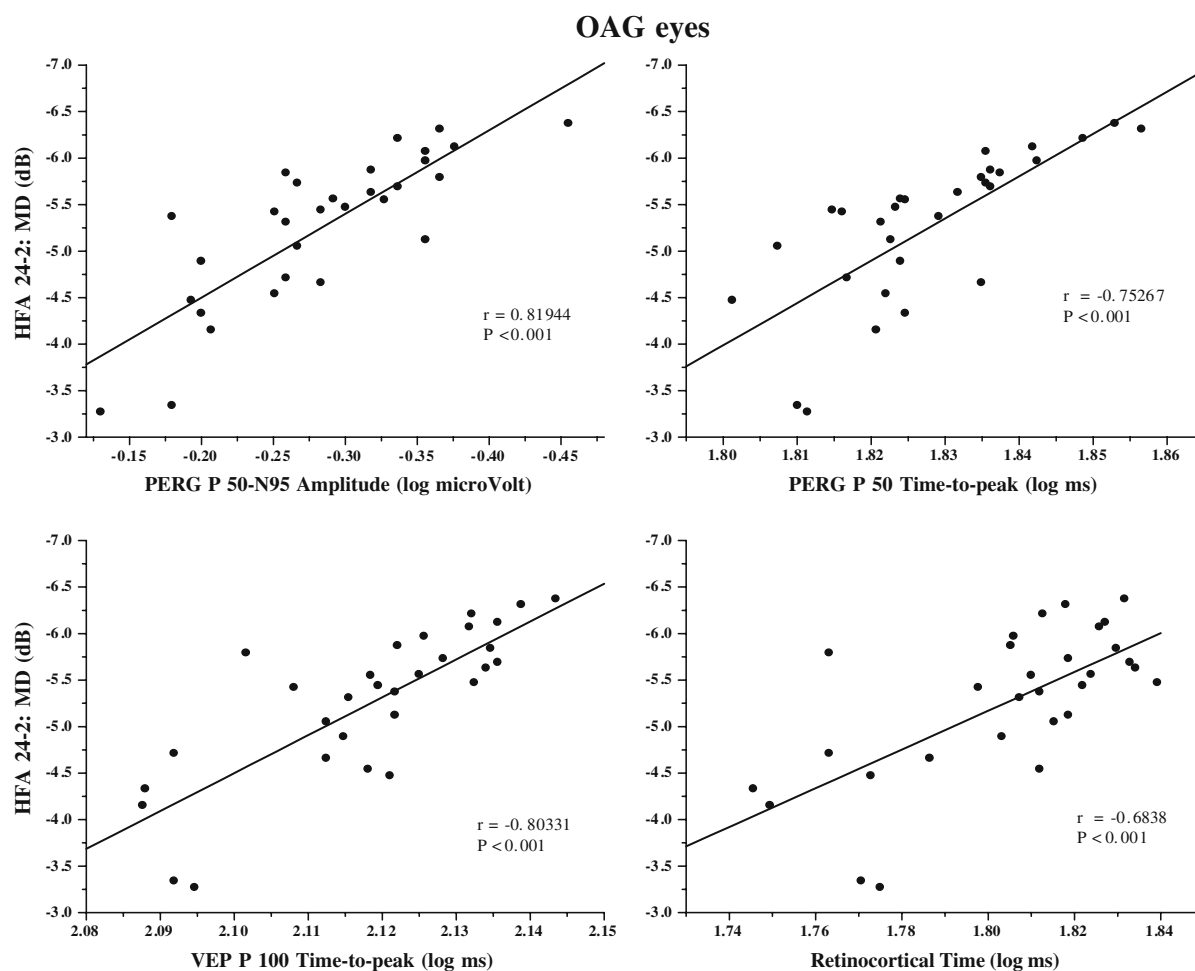 OAG eyes
HFA 24-2: MD (dB)
-7.0
-6.5
-6.0
-5.5
-5.0
-4.5
-4.0
-3.5
-3.0
r = 0.81944
P <0.001
-0.15 -0.20 -0.25 -0.30 -0.35 -0.40 -0.45
PERG P 50-N95 Amplitude (log microVolt)
-7.0
-6.5
-6.0
-5.5
-5.0
-4.5
-4.0
-3.5
-3.0
r = -0.75267
P <0.001
1.80 1.81 1.82 1.83 1.84 1.85 1.86
PERG P 50 Time-to-peak (log ms)
HFA 24-2: MD (dB)
-7.0
-6.5
-6.0
-5.5
-5.0
-4.5
-4.0
-3.5
-3.0
r = -0.80331
P <0.001
2.08 2.09 2.10 2.11 2.12 2.13 2.14 2.15
VEP P 100 Time-to-peak (log ms)
-7.0
-6.5
-6.0
-5.5
-5.0
-4.5
-4.0
-3.5
-3.0
r = -0.6838
P <0.001
1.74 1.76 1.78 1.80 1.82 1.84
Retinocortical Time (log ms)